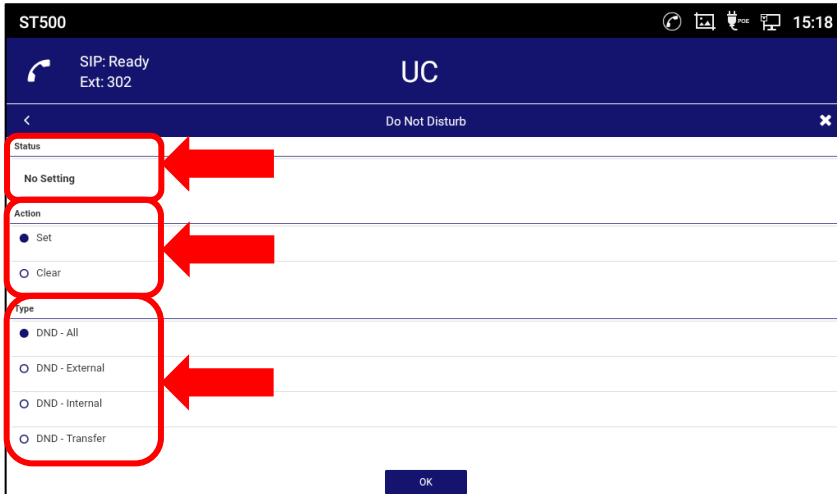 ST500
POE
15:18
SIP: Ready
Ext: 302
UC
Do Not Disturb
Status
No Setting
Action
Set
Clear
Type
DND - All
DND - External
DND - Internal
DND - Transfer
OK